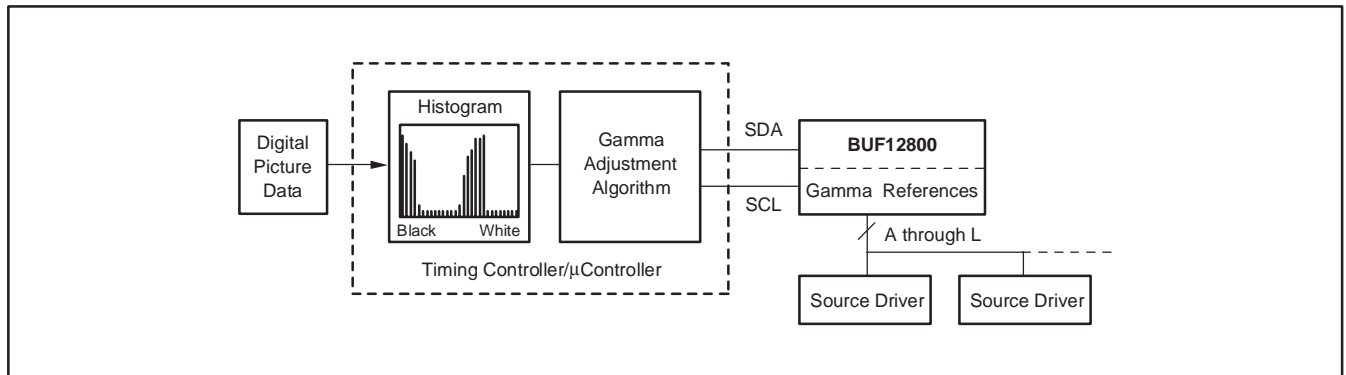 Digital
Picture
Data
Histogram
Black White
Gamma
Adjustment
Algorithm
Timing Controller/μController
SDA
SCL
BUF12800
Gamma References
A through L
Source Driver
Source Driver